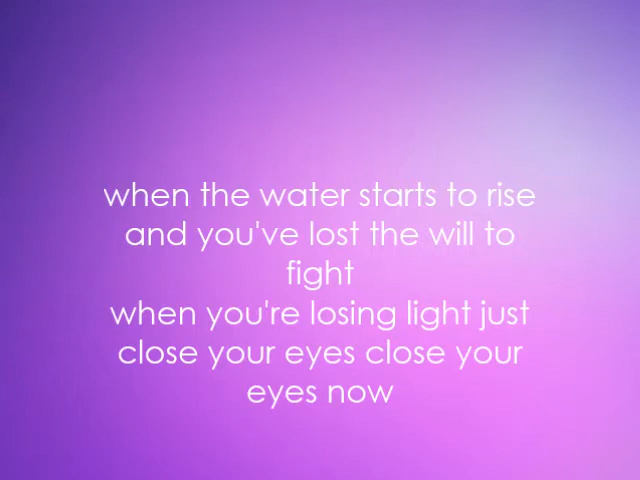 when the water starts to rise
and you've lost the will to
fight
when you're losing light just
close your eyes close your
eyes now